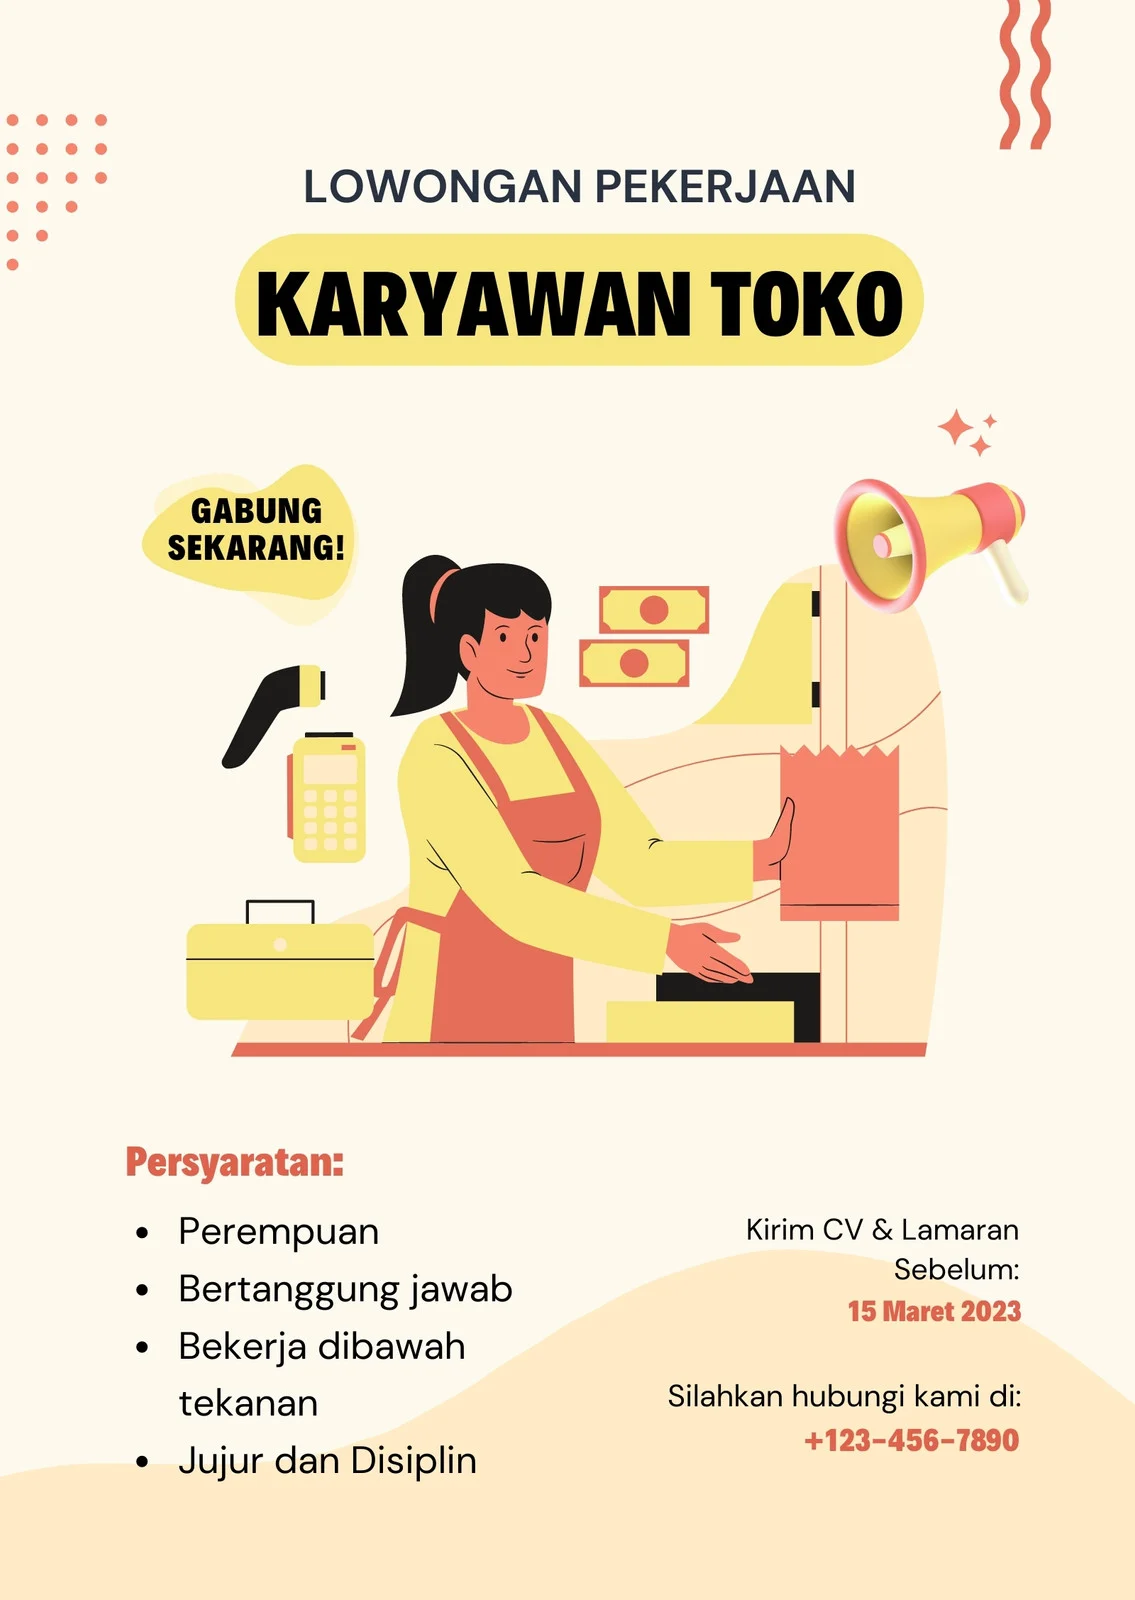 LOWONGAN PEKERJAAN
KARYAWAN TOKO
GABUNG
SEKARANG!
Persyaratan:
• Perempuan
• Bertanggung jawab
• Bekerja dibawah
tekanan
• Jujur dan Disiplin
Kirim CV & Lamaran
Sebelum:
15 Maret 2023
Silahkan hubungi kami di:
+123-456-7890